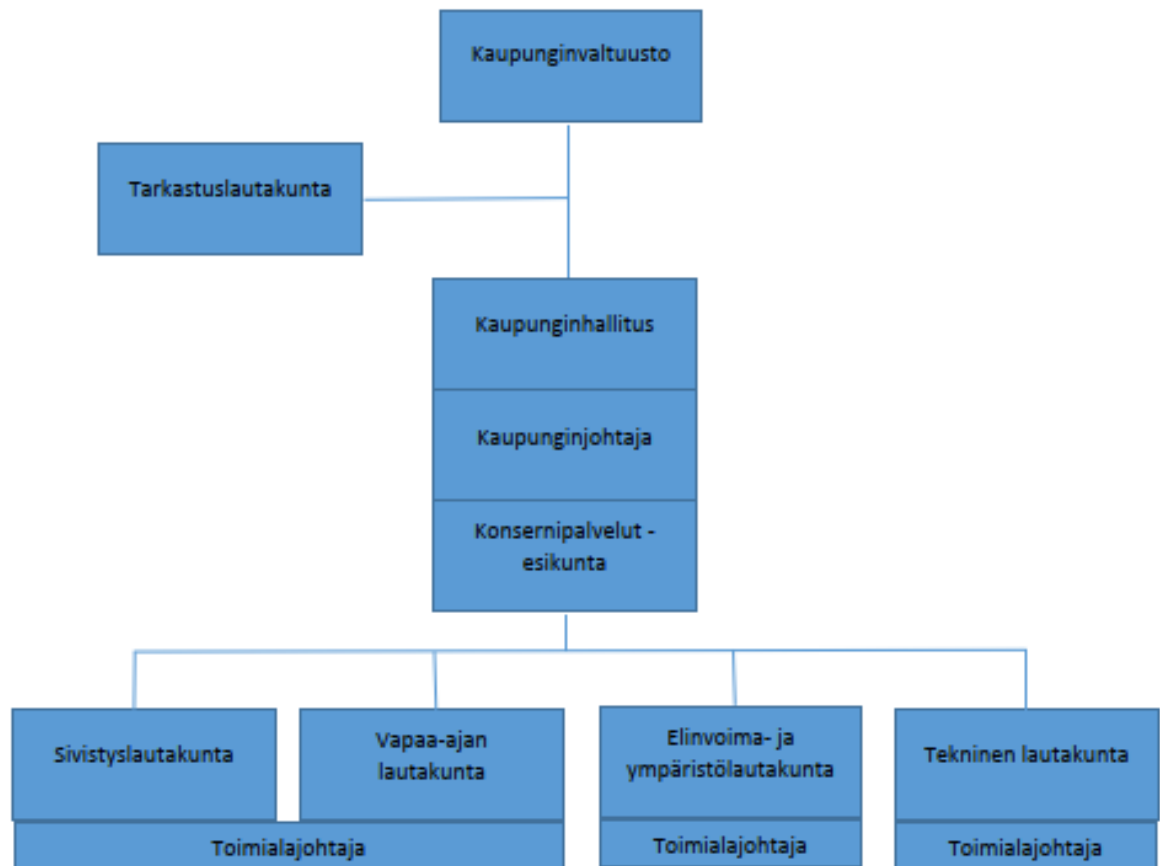 Kaupunginvaltuusto
Tarkastuslautakunta
Kaupunginhallitus
Kaupunginjohtaja
Konsernipalvelut -
esikunta
Sivistyslautakunta
Vapaa-ajan
lautakunta
Elinvoima- ja
ympäristölautakunta
Tekninen lautakunta
Toimialajohtaja
Toimialajohtaja
Toimialajohtaja